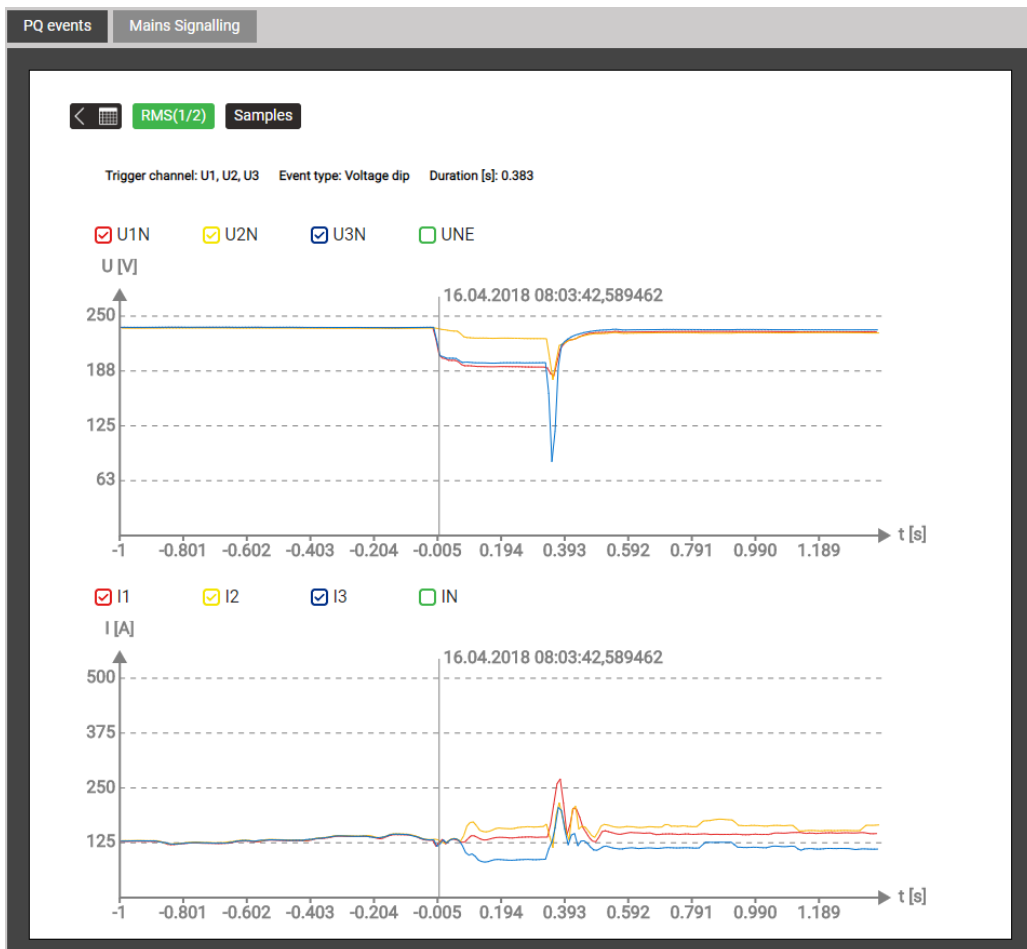 PQ events Mains Signalling
RMS(1/2) Samples
Trigger channel: U1, U2, U3 Event type: Voltage dip Duration [s]: 0.383
U1N U2N U3N UNE
U [V]
16.04.2018 08:03:42,589462
250
188
125
63
t [s]
-1 -0.801 -0.602 -0.403 -0.204 -0.005 0.194 0.393 0.592 0.791 0.990 1.189
I1 I2 I3 IN
I [A]
16.04.2018 08:03:42,589462
500
375
250
125
t [s]
-1 -0.801 -0.602 -0.403 -0.204 -0.005 0.194 0.393 0.592 0.791 0.990 1.189